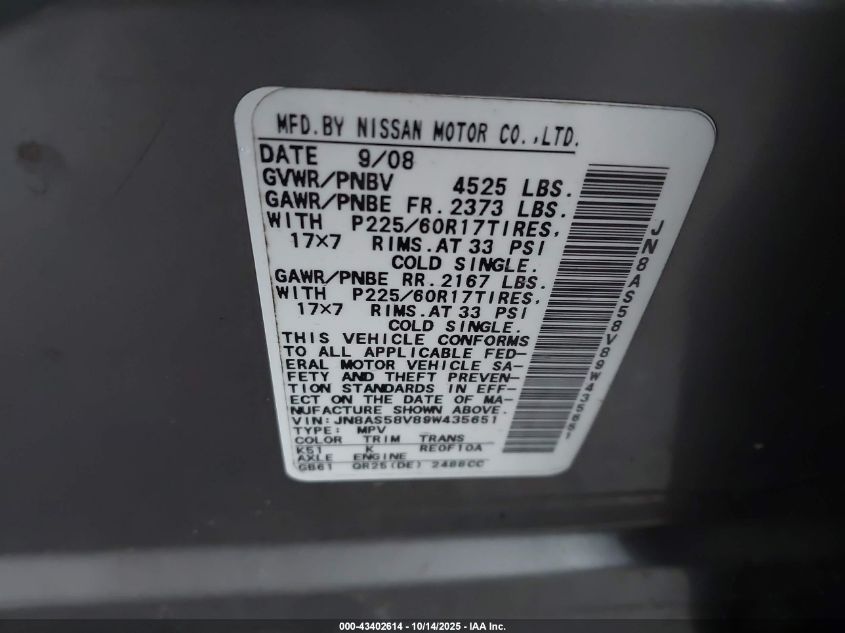 MFD.BY NISSAN MOTOR CO.,LTD.
DATE 9/08
GVWR/PNBV 4525 LBS.
GAWR/PNBE FR.2373 LBS.
WITH P225/60R17TIRES,
17×7 RIMS.AT 33 PSI
COLD SINGLE.
GAWR/PNBE RR.2167 LBS.
WITH P225/60R17TIRES,
17×7 RIMS.AT 33 PSI
COLD SINGLE.
THIS VEHICLE CONFORMS
TO ALL APPLICABLE FED-
ERAL MOTOR VEHICLE SA-
FETY AND THEFT PREVEN-
TION STANDARDS IN EFF-
ECT ON THE DATE OF MA-
NUFACTURE SHOWN ABOVE.
VIN:JN8AS58V89W435651
TYPE: MPV
COLOR TRIM TRANS
K51 K RE0F10A
AXLE ENGINE
GB61 QR25(DE) 2488CC
JN8AS58V89W435651
000-43402614 - 10/14/2025 - IAA Inc.